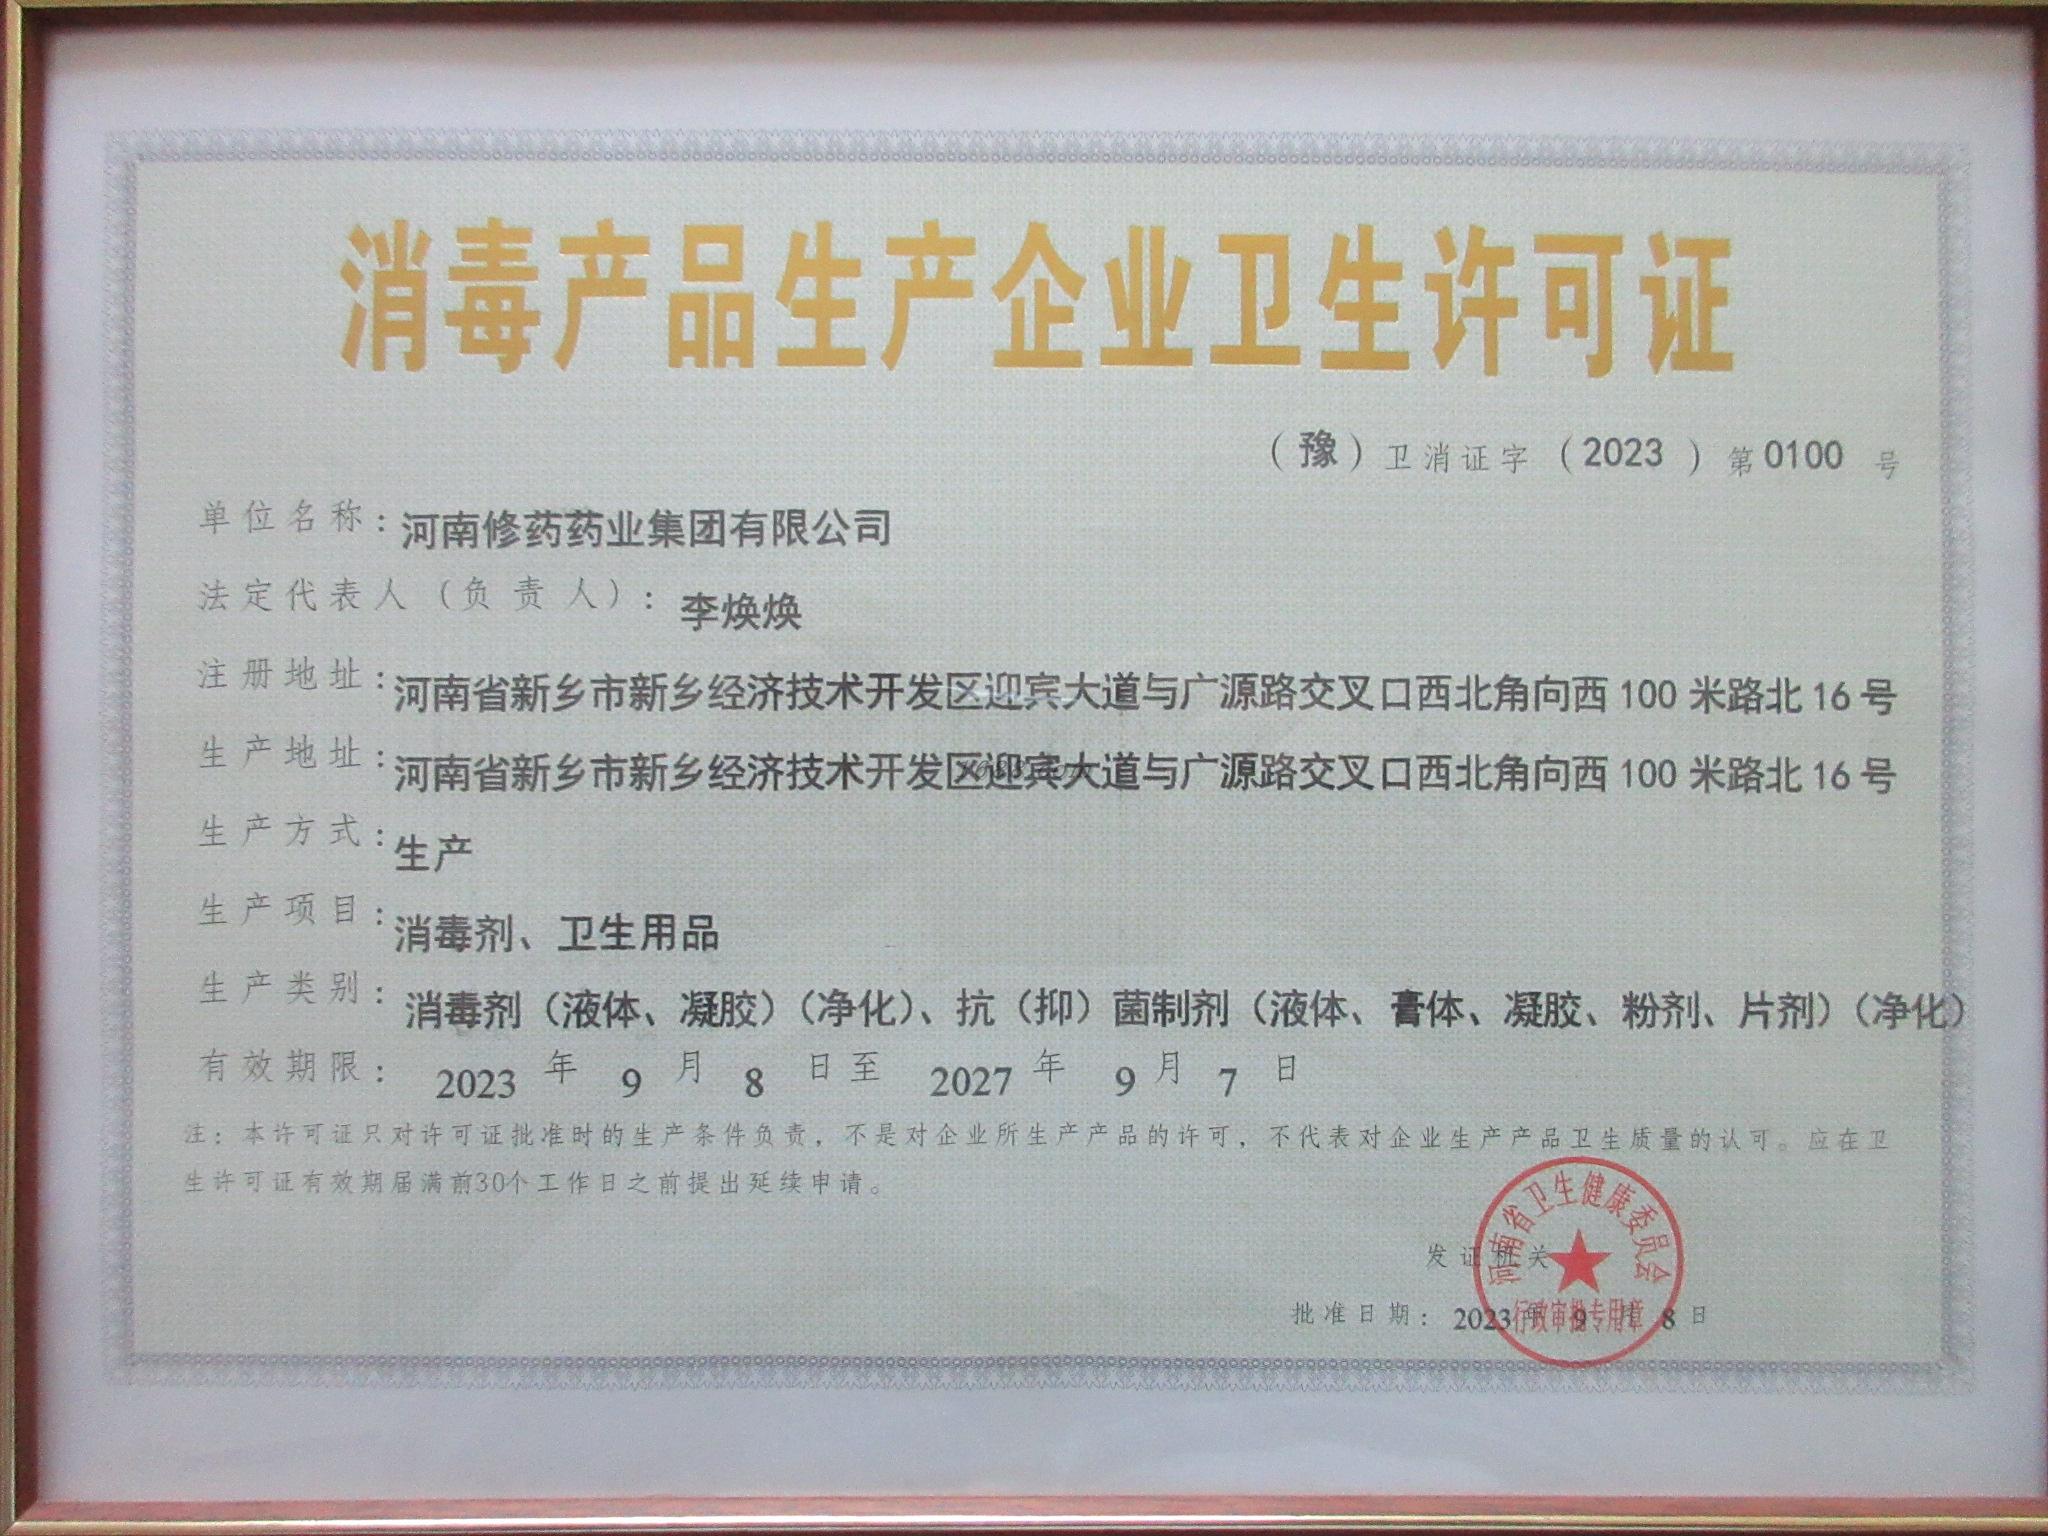 消毒产品生产企业卫生许可证
（豫）卫消证字（2023）第0100号
单位名称：河南修药药业集团有限公司
法定代表人（负责人）：李焕焕
注册地址：河南省新乡市新乡经济技术开发区迎宾大道与广源路交叉口西北角向西100米路北16号
生产地址：河南省新乡市新乡经济技术开发区迎宾大道与广源路交叉口西北角向西100米路北16号
生产方式：生产
生产项目：消毒剂、卫生用品
生产类别：消毒剂（液体、凝胶）（净化）、抗（抑）菌制剂（液体、膏体、凝胶、粉剂、片剂）（净化）
有效期限：2023年9月8日至2027年9月7日
注：本许可证只对许可证批准时的生产条件负责，不是对企业所生产产品的许可，不代表对企业生产产品卫生质量的认可。应在卫
生许可证有效期届满前30个工作日之前提出延续申请。
河南省卫生健康委员会
发证机关
批准日期：2023年9月8日
行政审批专用章